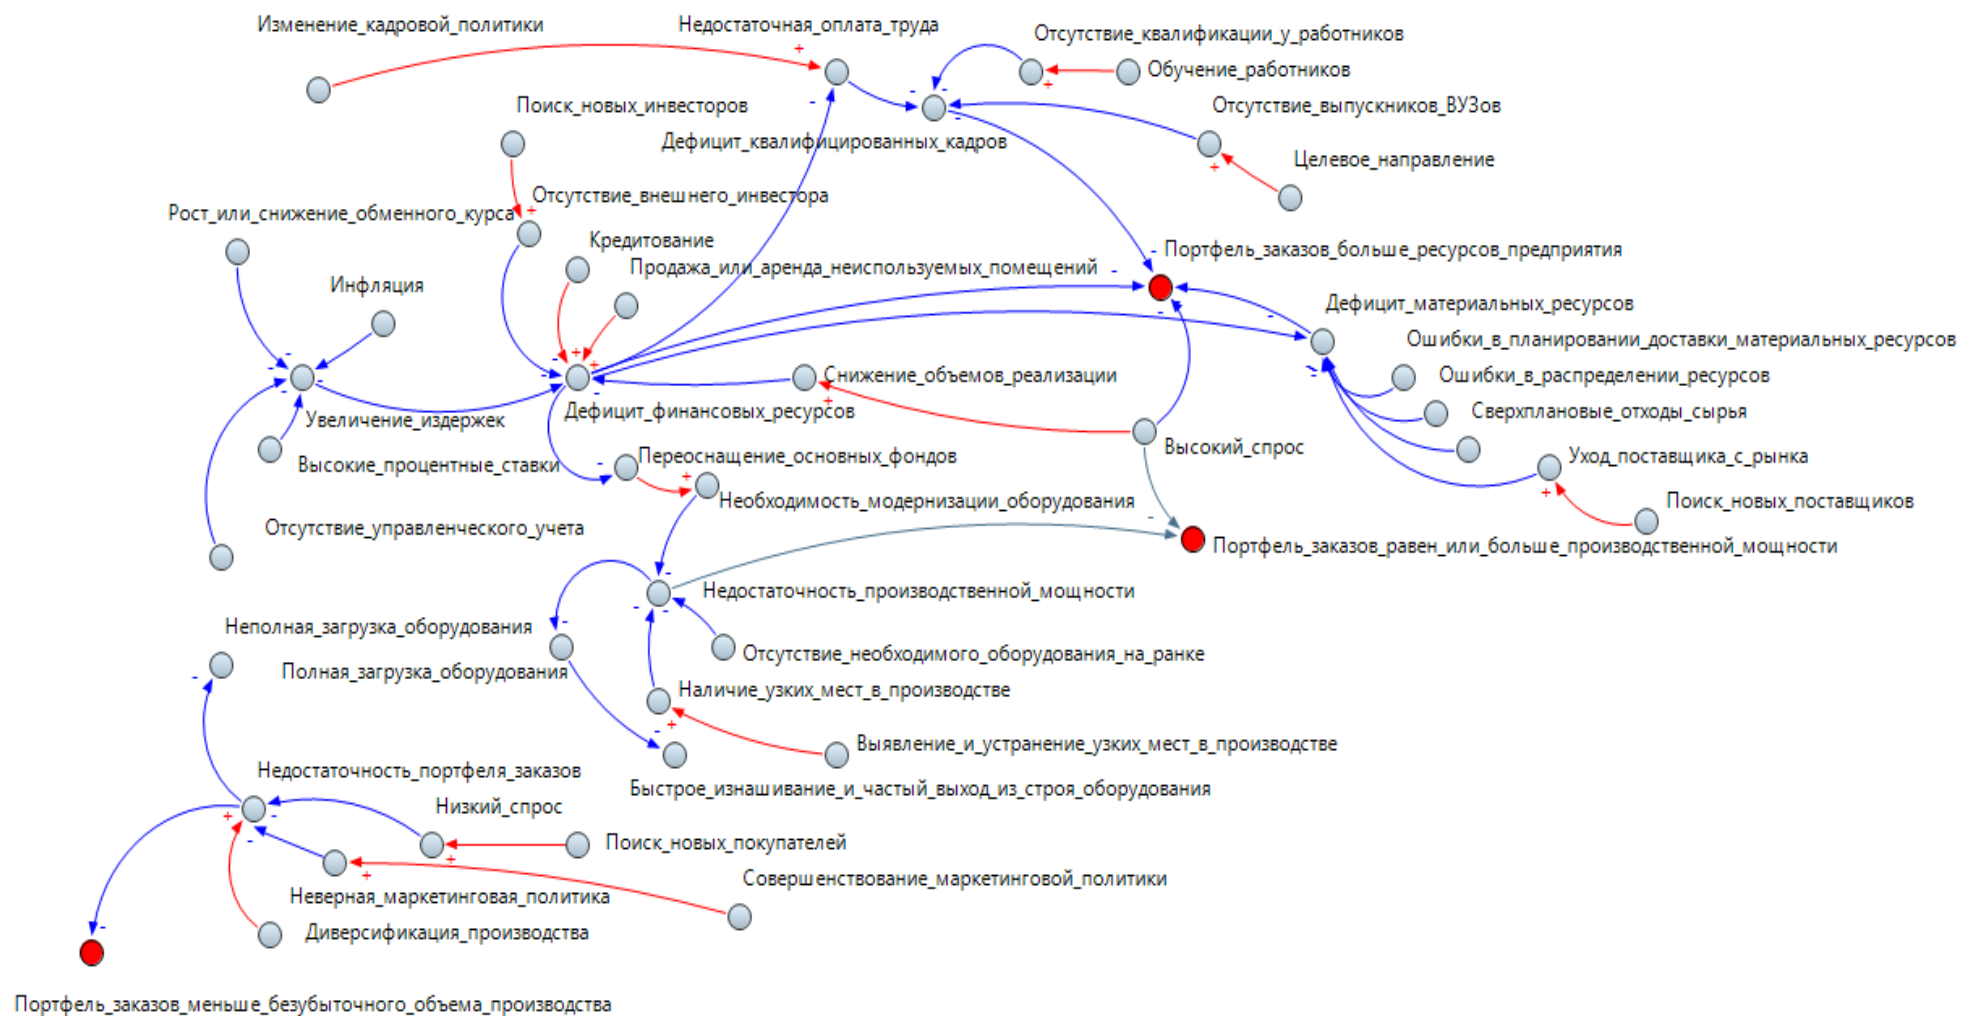 Изменение_кадровой_политики
Недостаточная_оплата_труда
Отсутствие_квалификации_у_работников
+
Обучение_работников
+
Поиск_новых_инвесторов
-
-
-
-
Отсутствие_выпускников_ВУЗов
Дефицит_квалифицированных_кадров
Целевое_направление
+
Отсутствие_внешнего_инвестора
+
Рост_или_снижение_обменного_курса
Кредитование
Портфель_заказов_больше_ресурсов_предприятия
-
Продажа_или_аренда_неиспользуемых_помещений
-
Инфляция
Дефицит_материальных_ресурсов
-
-
Ошибки_в_планировании_доставки_материальных_ресурсов
-
+
-
+
-
-
Снижение_объемов_реализации
Ошибки_в_распределении_ресурсов
-
-
-
-
+
Увеличение_издержек
Дефицит_финансовых_ресурсов
Сверхплановые_отходы_сырья
Высокий_спрос
Переоснащение_основных_фондов
Уход_поставщика_с_рынка
Высокие_процентные_ставки
-
+
+
Необходимость_модернизации_оборудования
Поиск_новых_поставщиков
-
Отсутствие_управленческого_учета
Портфель_заказов_равен_или_больше_производственной_мощности
-
Недостаточность_производственной_мощности
-
-
-
Неполная_загрузка_оборудования
Отсутствие_необходимого_оборудования_на_ранке
-
Полная_загрузка_оборудования
Наличие_узких_мест_в_производстве
+
-
Выявление_и_устранение_узких_мест_в_производстве
Недостаточность_портфеля_заказов
Быстрое_изнашивание_и_частый_выход_из_строя_оборудования
Низкий_спрос
+
-
-
Поиск_новых_покупателей
+
+
Совершенствование_маркетинговой_политики
Неверная_маркетинговая_политика
-
Диверсификация_производства
Портфель_заказов_меньше_безубыточного_объема_производства